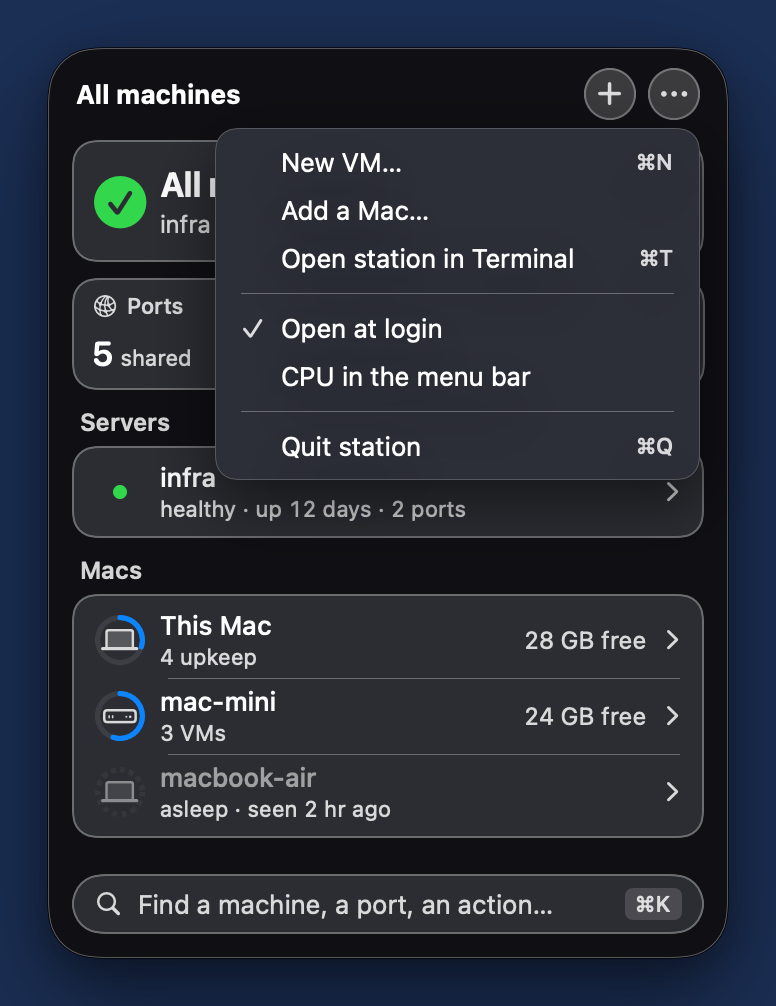 All machines
New VM... ⌘N
Add a Mac...
Open station in Terminal ⌘T
Open at login
CPU in the menu bar
Quit station ⌘Q
All
infra
Ports
5 shared
Servers
infra
healthy · up 12 days · 2 ports
Macs
This Mac 28 GB free
4 upkeep
mac-mini 24 GB free
3 VMs
macbook-air
asleep · seen 2 hr ago
Find a machine, a port, an action... ⌘K